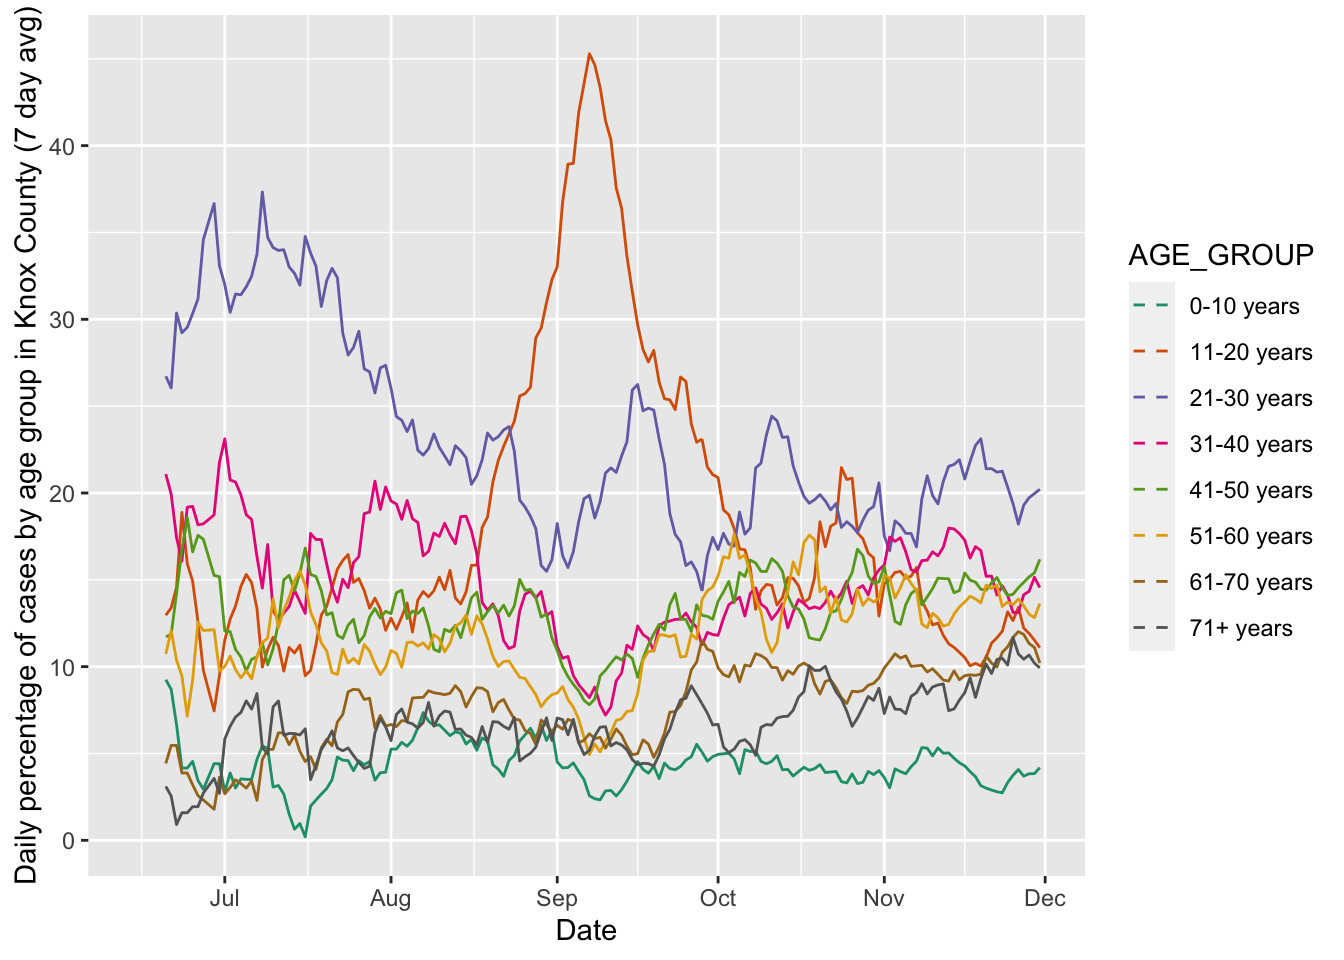 Daily percentage of cases by age group in Knox County (7 day avg)
40
30
20
10
0
Jul
Aug
Sep
Oct
Nov
Dec
Date
AGE_GROUP
0-10 years
11-20 years
21-30 years
31-40 years
41-50 years
51-60 years
61-70 years
71+ years